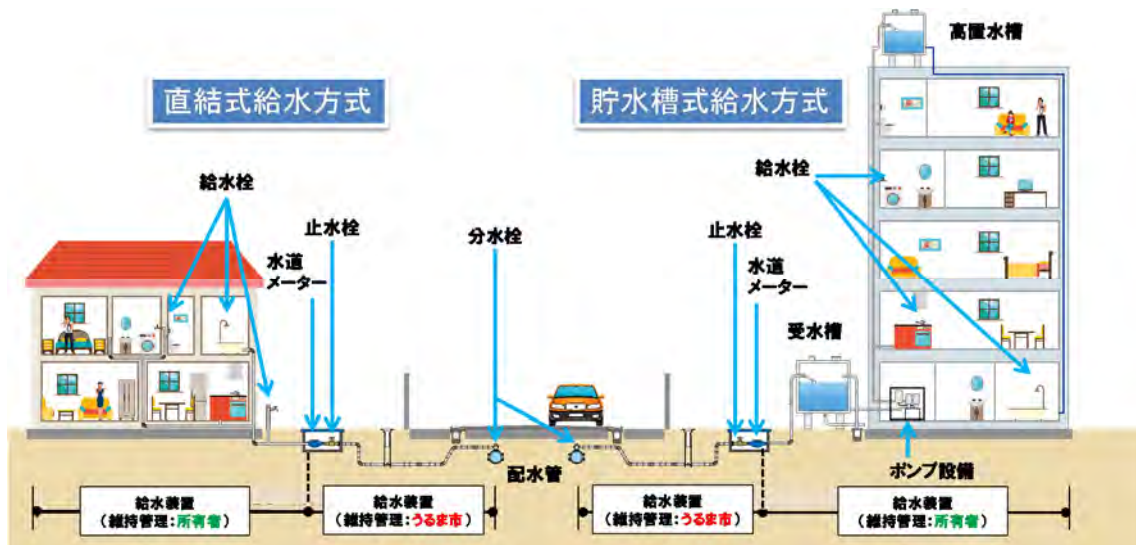 高置水槽
直結式給水方式
貯水槽式給水方式
給水栓
給水栓
止水栓
分水栓
止水栓
水道
メーター
水道
メーター
受水槽
配水管
ポンプ設備
給水装置
(維持管理:所有者)
給水装置
(維持管理:うるま市)
給水装置
(維持管理:うるま市)
給水装置
(維持管理:所有者)